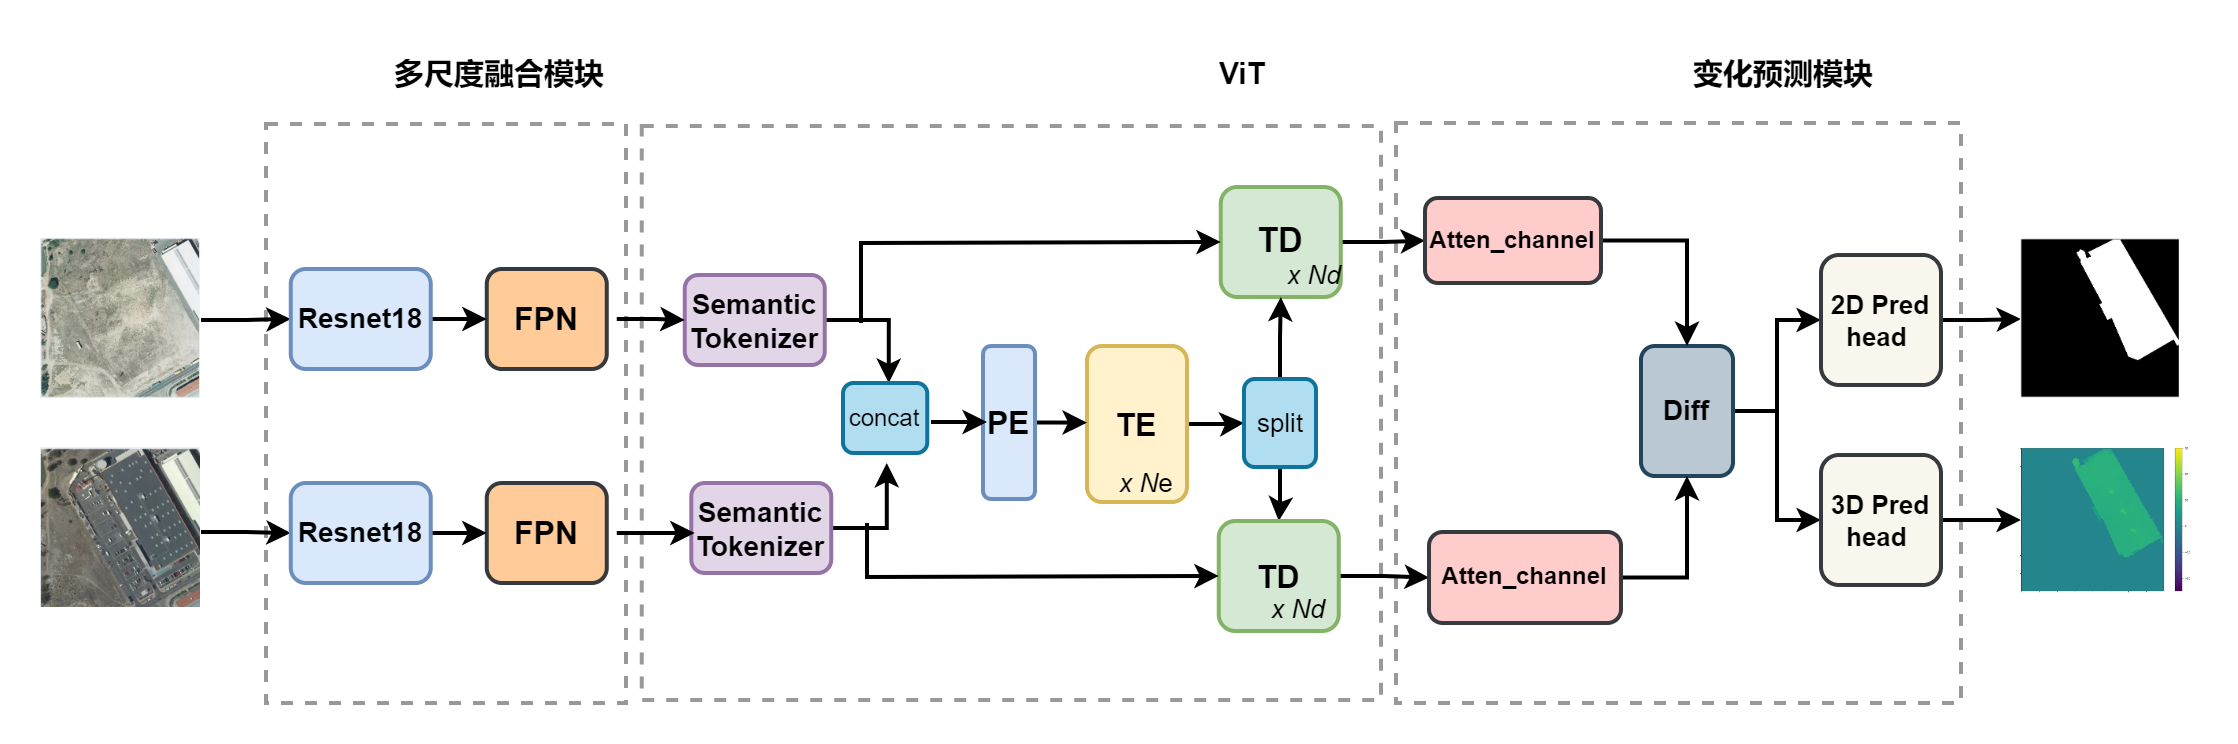 多尺度融合模块
ViT
变化预测模块
Resnet18
FPN
Semantic
Tokenizer
TD
x Nd
Atten_channel
2D Pred
head
concat
PE
TE
x Ne
split
Diff
Resnet18
FPN
Semantic
Tokenizer
TD
x Nd
Atten_channel
3D Pred
head